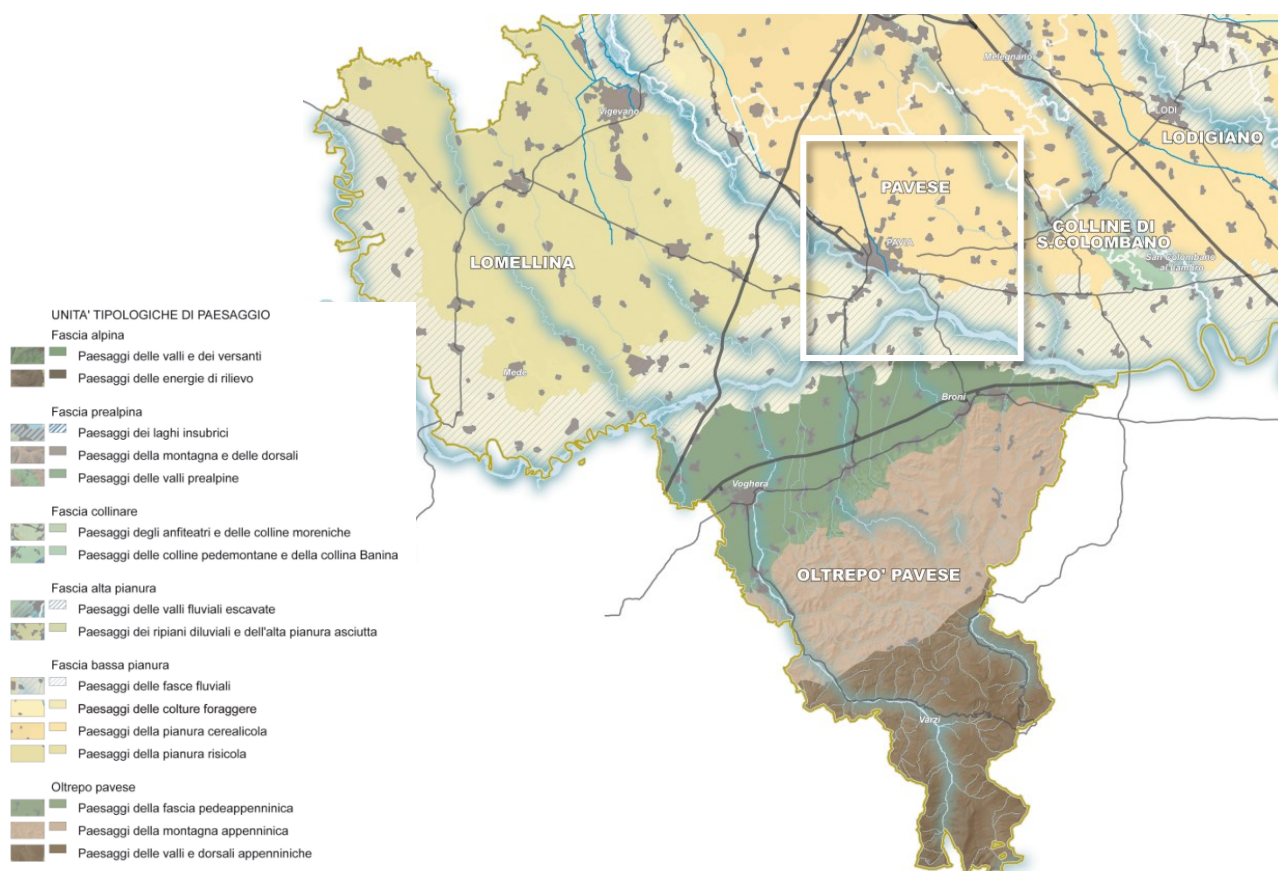 Melegnano
Vigevano
LODI
LODIGIANO
PAVESE
PAVIA
COLLINE DI
S.COLOMBANO
San Colombano
al Lambro
LOMELLINA
Mede
Broni
Voghera
OLTREPO' PAVESE
Varzi
UNITA' TIPOLOGICHE DI PAESAGGIO
Fascia alpina
Paesaggi delle valli e dei versanti
Paesaggi delle energie di rilievo
Fascia prealpina
Paesaggi dei laghi insubrici
Paesaggi della montagna e delle dorsali
Paesaggi delle valli prealpine
Fascia collinare
Paesaggi degli anfiteatri e delle colline moreniche
Paesaggi delle colline pedemontane e della collina Banina
Fascia alta pianura
Paesaggi delle valli fluviali escavate
Paesaggi dei ripiani diluviali e dell'alta pianura asciutta
Fascia bassa pianura
Paesaggi delle fasce fluviali
Paesaggi delle colture foraggere
Paesaggi della pianura cerealicola
Paesaggi della pianura risicola
Oltrepo pavese
Paesaggi della fascia pedeappenninica
Paesaggi della montagna appenninica
Paesaggi delle valli e dorsali appenniniche